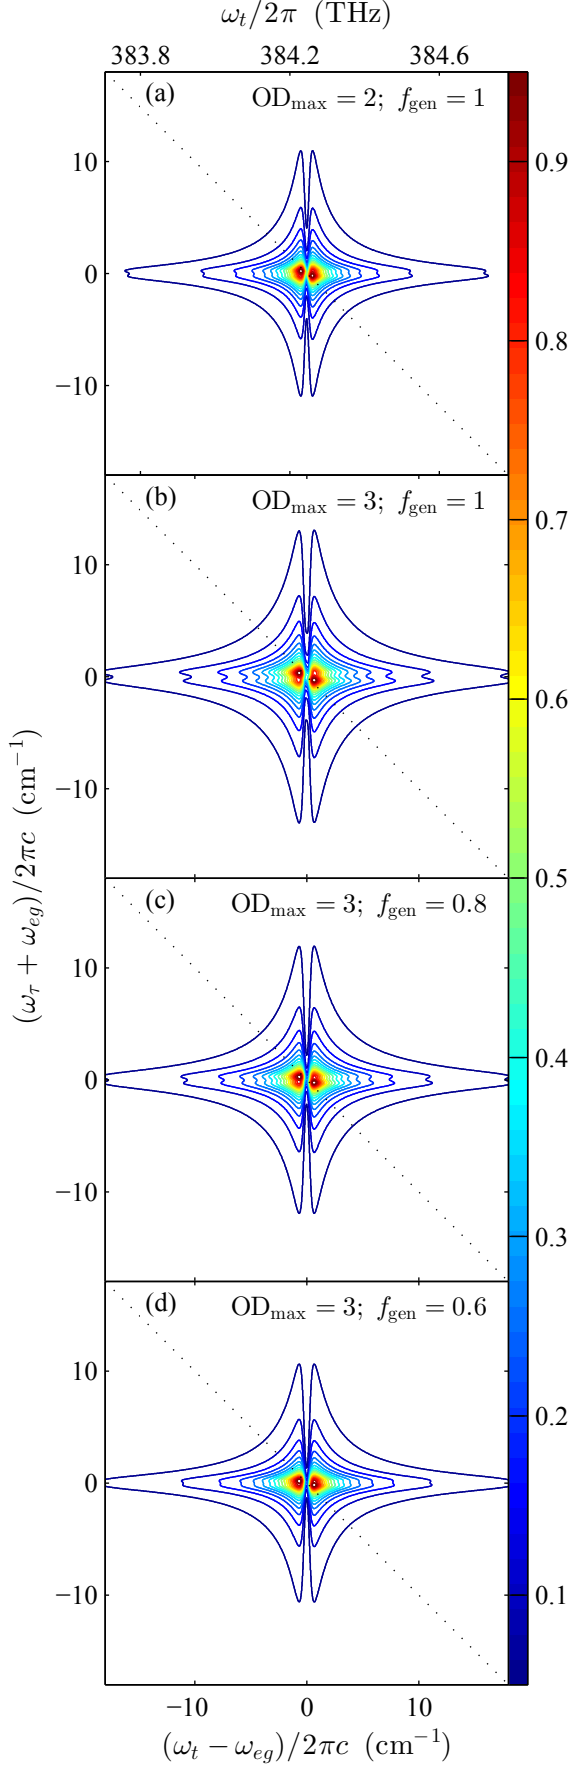 ω_t/2π (THz)
383.8 384.2 384.6
(a) OD_max = 2; f_gen = 1
10
0
−10
(b) OD_max = 3; f_gen = 1
10
0
−10
(c) OD_max = 3; f_gen = 0.8
10
0
−10
(d) OD_max = 3; f_gen = 0.6
10
0
−10
−10 0 10
(ω_t − ω_eg)/2πc (cm⁻¹)
(ω_τ + ω_eg)/2πc (cm⁻¹)
0.9
0.8
0.7
0.6
0.5
0.4
0.3
0.2
0.1